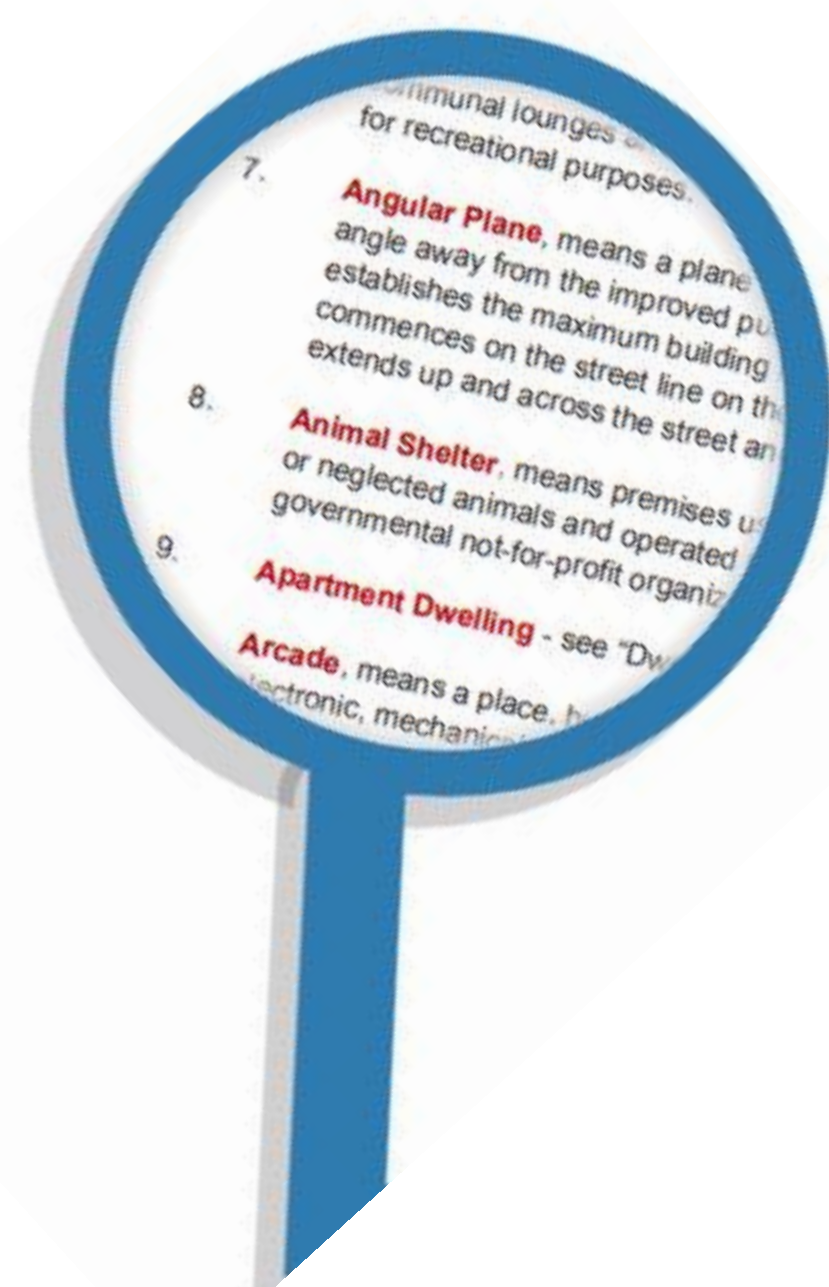 lounges
for recreational purposes.
7.
Angular Plane, means a plane
angle away from the improved
establishes the maximum building
commences on the street line on
extends up and across the street
8.
Animal Shelter, means premises
or neglected animals and operated
governmental not-for-profit
9.
Apartment Dwelling - see
Arcade, means a place,